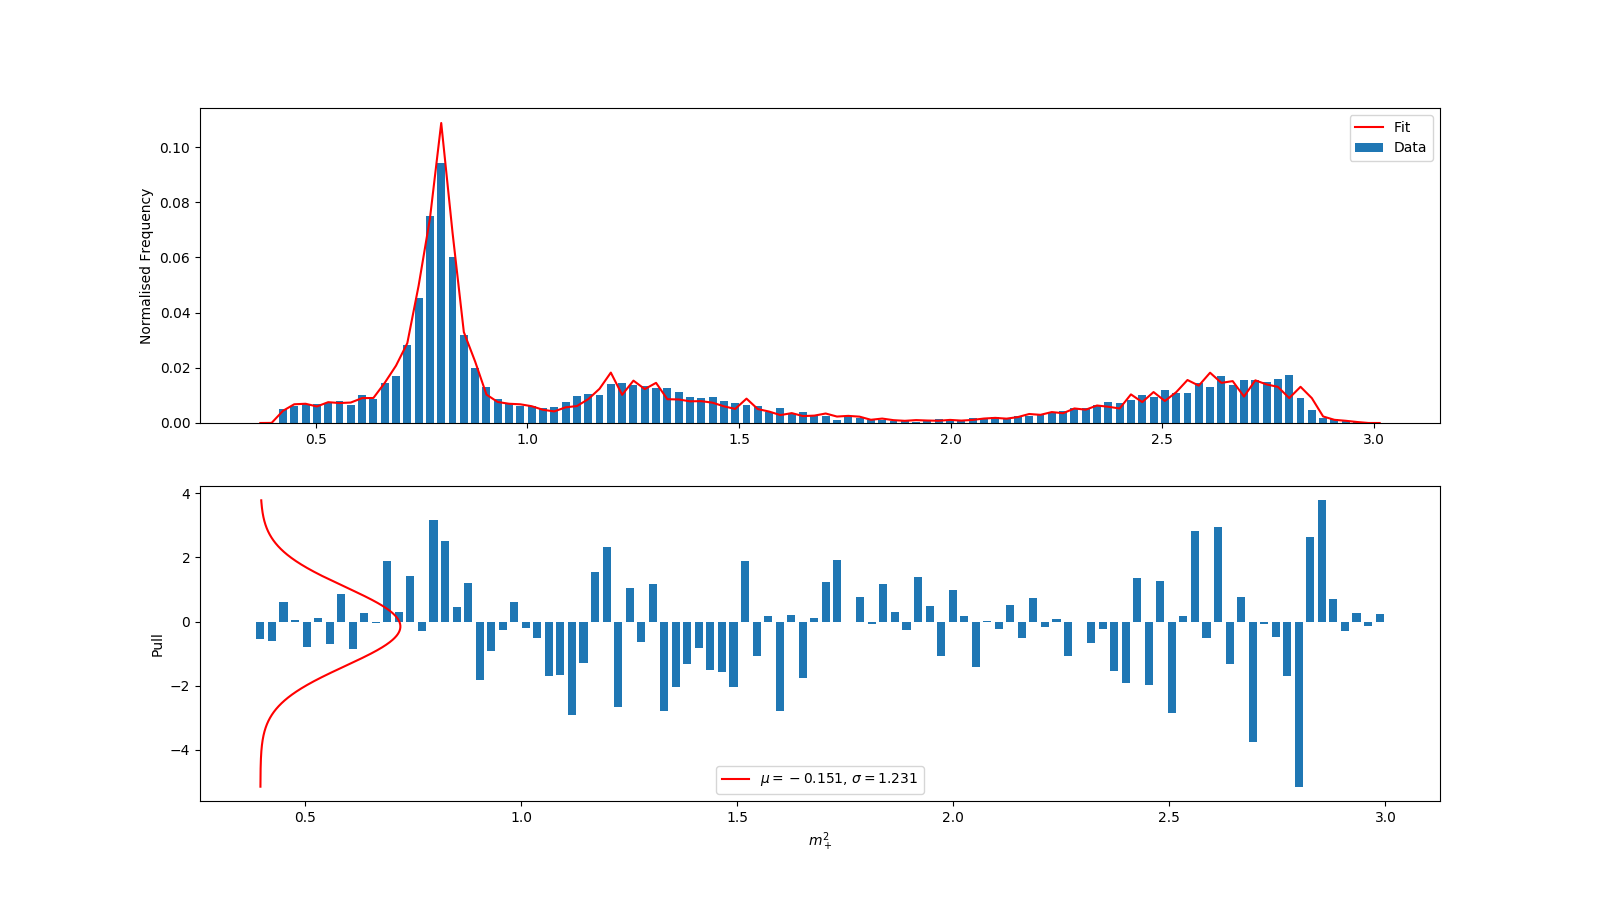 Normalised Frequency
0.10
0.08
0.06
0.04
0.02
0.00
0.5 1.0 1.5 2.0 2.5 3.0
Fit
Data
Pull
4
2
0
−2
−4
μ = −0.151, σ = 1.231
0.5 1.0 1.5 2.0 2.5 3.0
m₊²